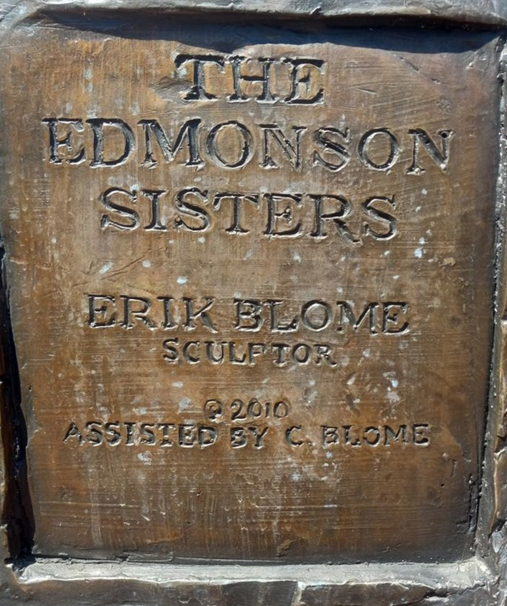 THE
EDMONSON
SISTERS
ERIK BLOME
SCULPTOR
© 2010
ASSISTED BY C. BLOME